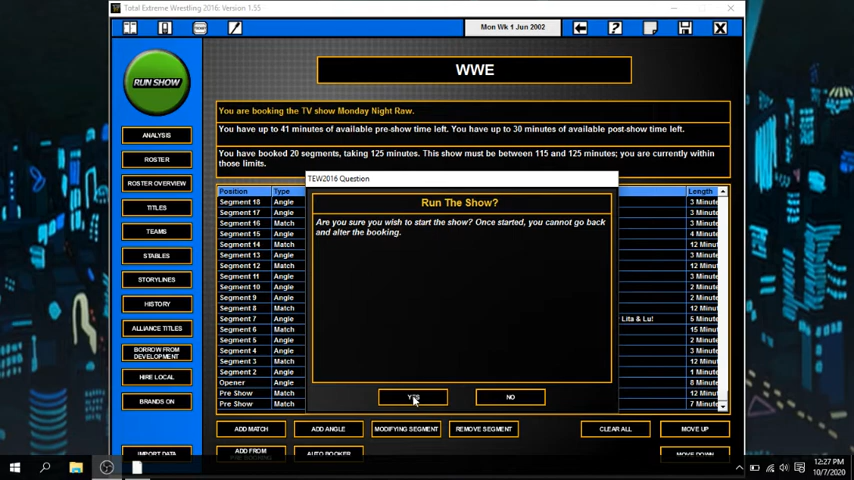 Total Extreme Wrestling 2016: Version 1.55
Mon Wk 1 Jun 2002
RUN SHOW
WWE
You are booking the TV show Monday Night Raw.
You have up to 41 minutes of available pre-show time left. You have up to 30 minutes of available post-show time left.
You have booked 20 segments, taking 125 minutes. This show must be between 115 and 125 minutes; you are currently within
those limits.
ANALYSIS
ROSTER
ROSTER OVERVIEW
TITLES
TEAMS
STABLES
STORYLINES
HISTORY
ALLIANCE TITLES
BORROW FROM
DEVELOPMENT
HIRE LOCAL
BRANDS ON
IMPORT DATA
Position Type Length
Segment 18 Angle 3 Minute
Segment 17 Angle 3 Minute
Segment 16 Match 3 Minute
Segment 15 Angle 4 Minute
Segment 14 Match 12 Minut
Segment 13 Angle 3 Minute
Segment 12 Match 12 Minut
Segment 11 Angle 3 Minute
Segment 10 Angle 2 Minute
Segment 9 Angle 2 Minute
Segment 8 Match 12 Minut
Segment 7 Angle Lita & Lu! 5 Minute
Segment 6 Match 15 Minut
Segment 5 Angle 2 Minute
Segment 4 Angle 3 Minute
Segment 3 Match 12 Minut
Segment 2 Angle 1 Minute
Opener Angle 8 Minute
Pre Show Match 12 Minut
Pre Show Match 7 Minute
TEW2016 Question
Run The Show?
Are you sure you wish to start the show? Once started, you cannot go back
and alter the booking.
YES NO
ADD MATCH ADD ANGLE MODIFYING SEGMENT REMOVE SEGMENT CLEAR ALL MOVE UP
ADD FROM
PRE BOOKING AUTO BOOKER MOVE DOWN
12:27 PM
10/7/2020